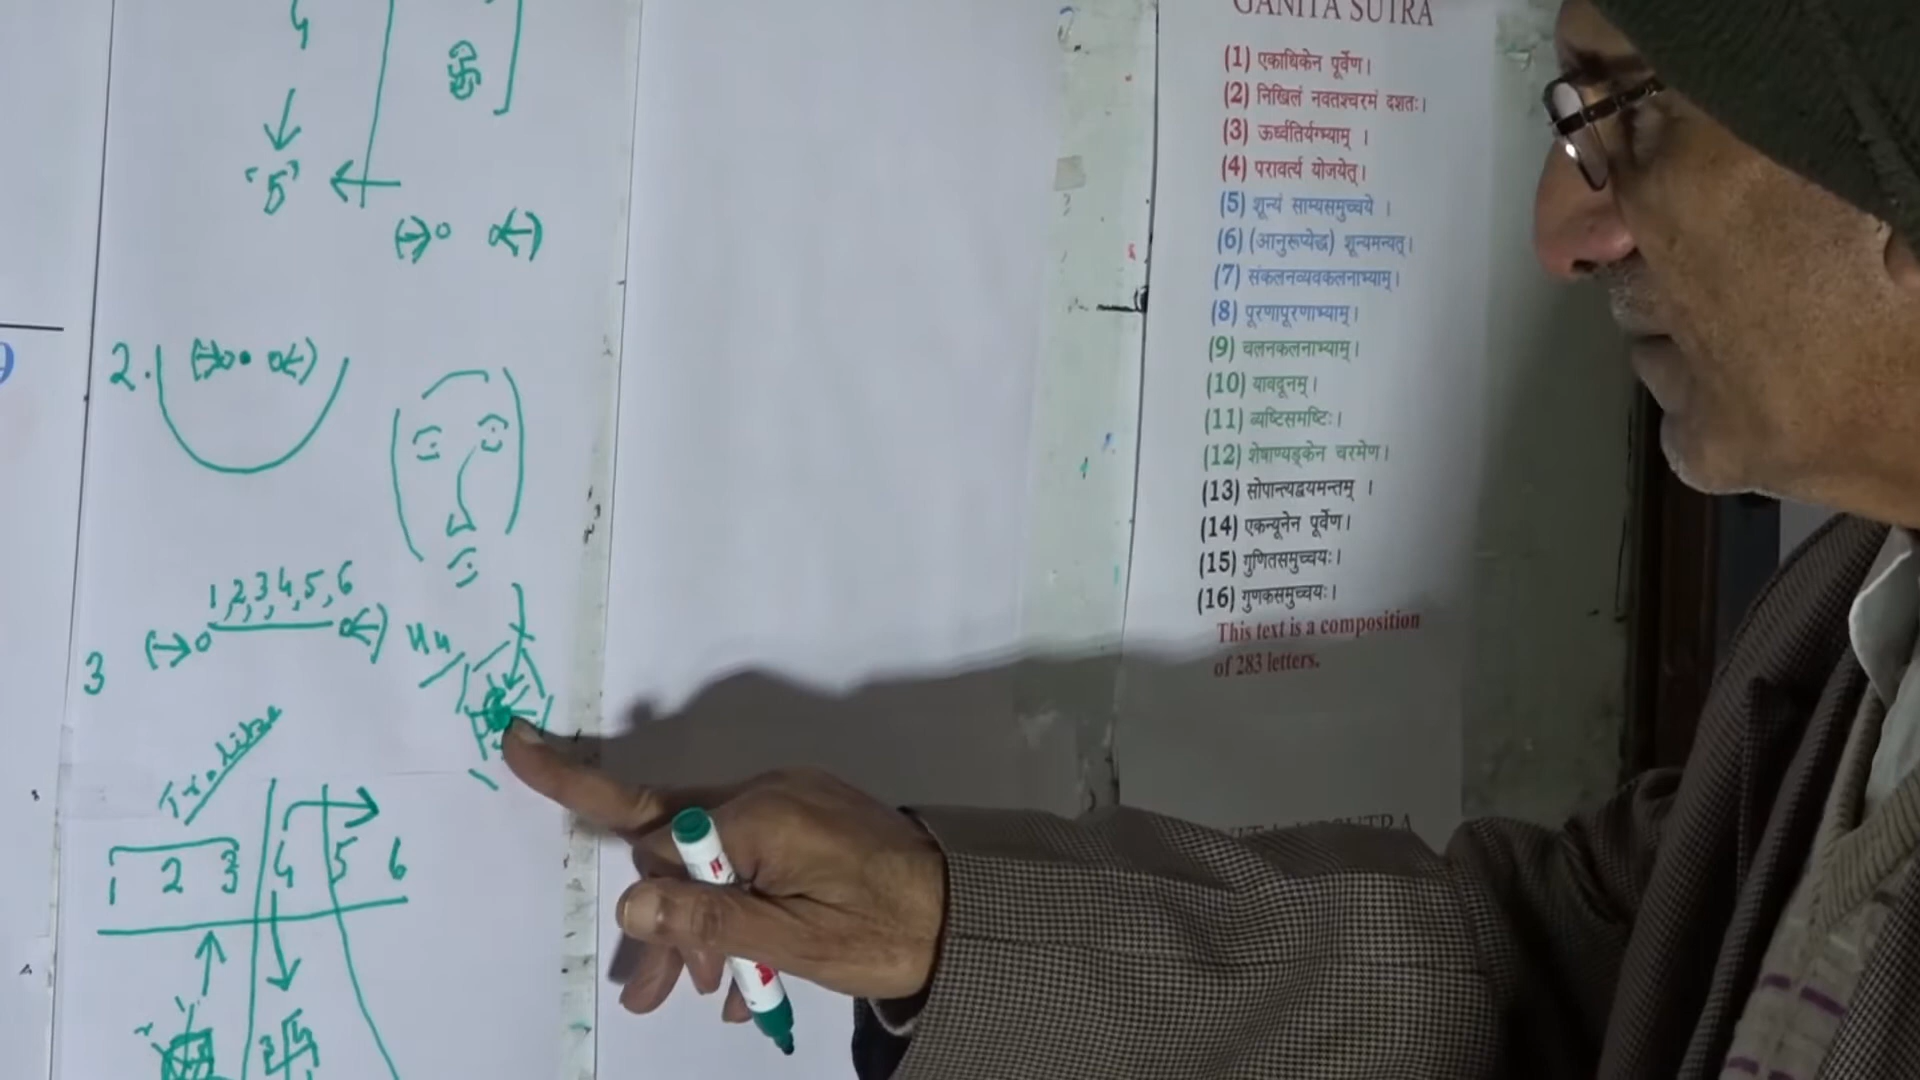 4
5
2.
1,2,3,4,5,6
3
1 2 3 4 5 6
GANITA SUTRA
(1) एकाधिकेन पूर्वेण।
(2) निखिलं नवतश्चरमं दशतः।
(3) ऊर्ध्वतिर्यग्भ्याम् ।
(4) परावर्त्य योजयेत्।
(5) शून्यं साम्यसमुच्चये ।
(6) (आनुरूप्येद्ध) शून्यमन्यत्।
(7) संकलनव्यवकलनाभ्याम्।
(8) पूरणापूरणाभ्याम्।
(9) चलनकलनाभ्याम्।
(10) यावदूनम्।
(11) व्यष्टिसमष्टिः।
(12) शेषाण्यङ्केन चरमेण।
(13) सोपान्त्यद्वयमन्तम् ।
(14) एकन्यूनेन पूर्वेण।
(15) गुणितसमुच्चयः।
(16) गुणकसमुच्चयः।
This text is a composition
of 283 letters.